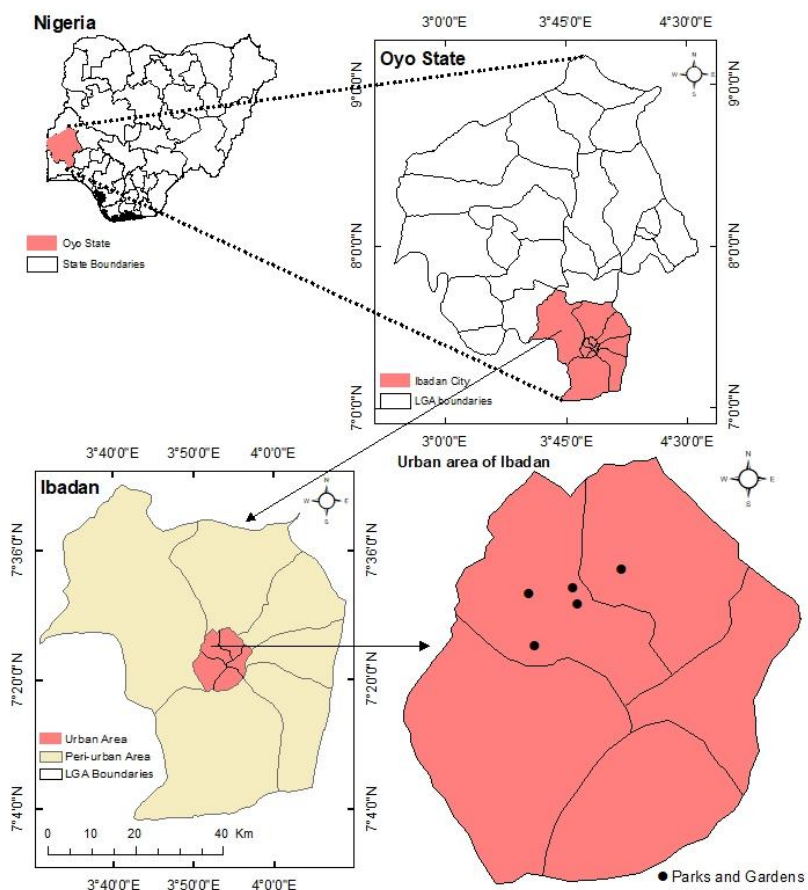 Nigeria
Oyo State
State Boundaries
3°0'0"E 3°45'0"E 4°30'0"E
Oyo State
N
W E
S
9°0'0"N 9°0'0"N
8°0'0"N 8°0'0"N
7°0'0"N 7°0'0"N
Ibadan City
LGA boundaries
3°0'0"E 3°45'0"E 4°30'0"E
3°40'0"E 3°50'0"E 4°0'0"E
Ibadan
N
W E
S
7°36'0"N 7°36'0"N
7°20'0"N 7°20'0"N
7°4'0"N 7°4'0"N
Urban Area
Peri-urban Area
LGA Boundaries
0 10 20 40 Km
3°40'0"E 3°50'0"E 4°0'0"E
Urban area of Ibadan
N
W E
S
Parks and Gardens